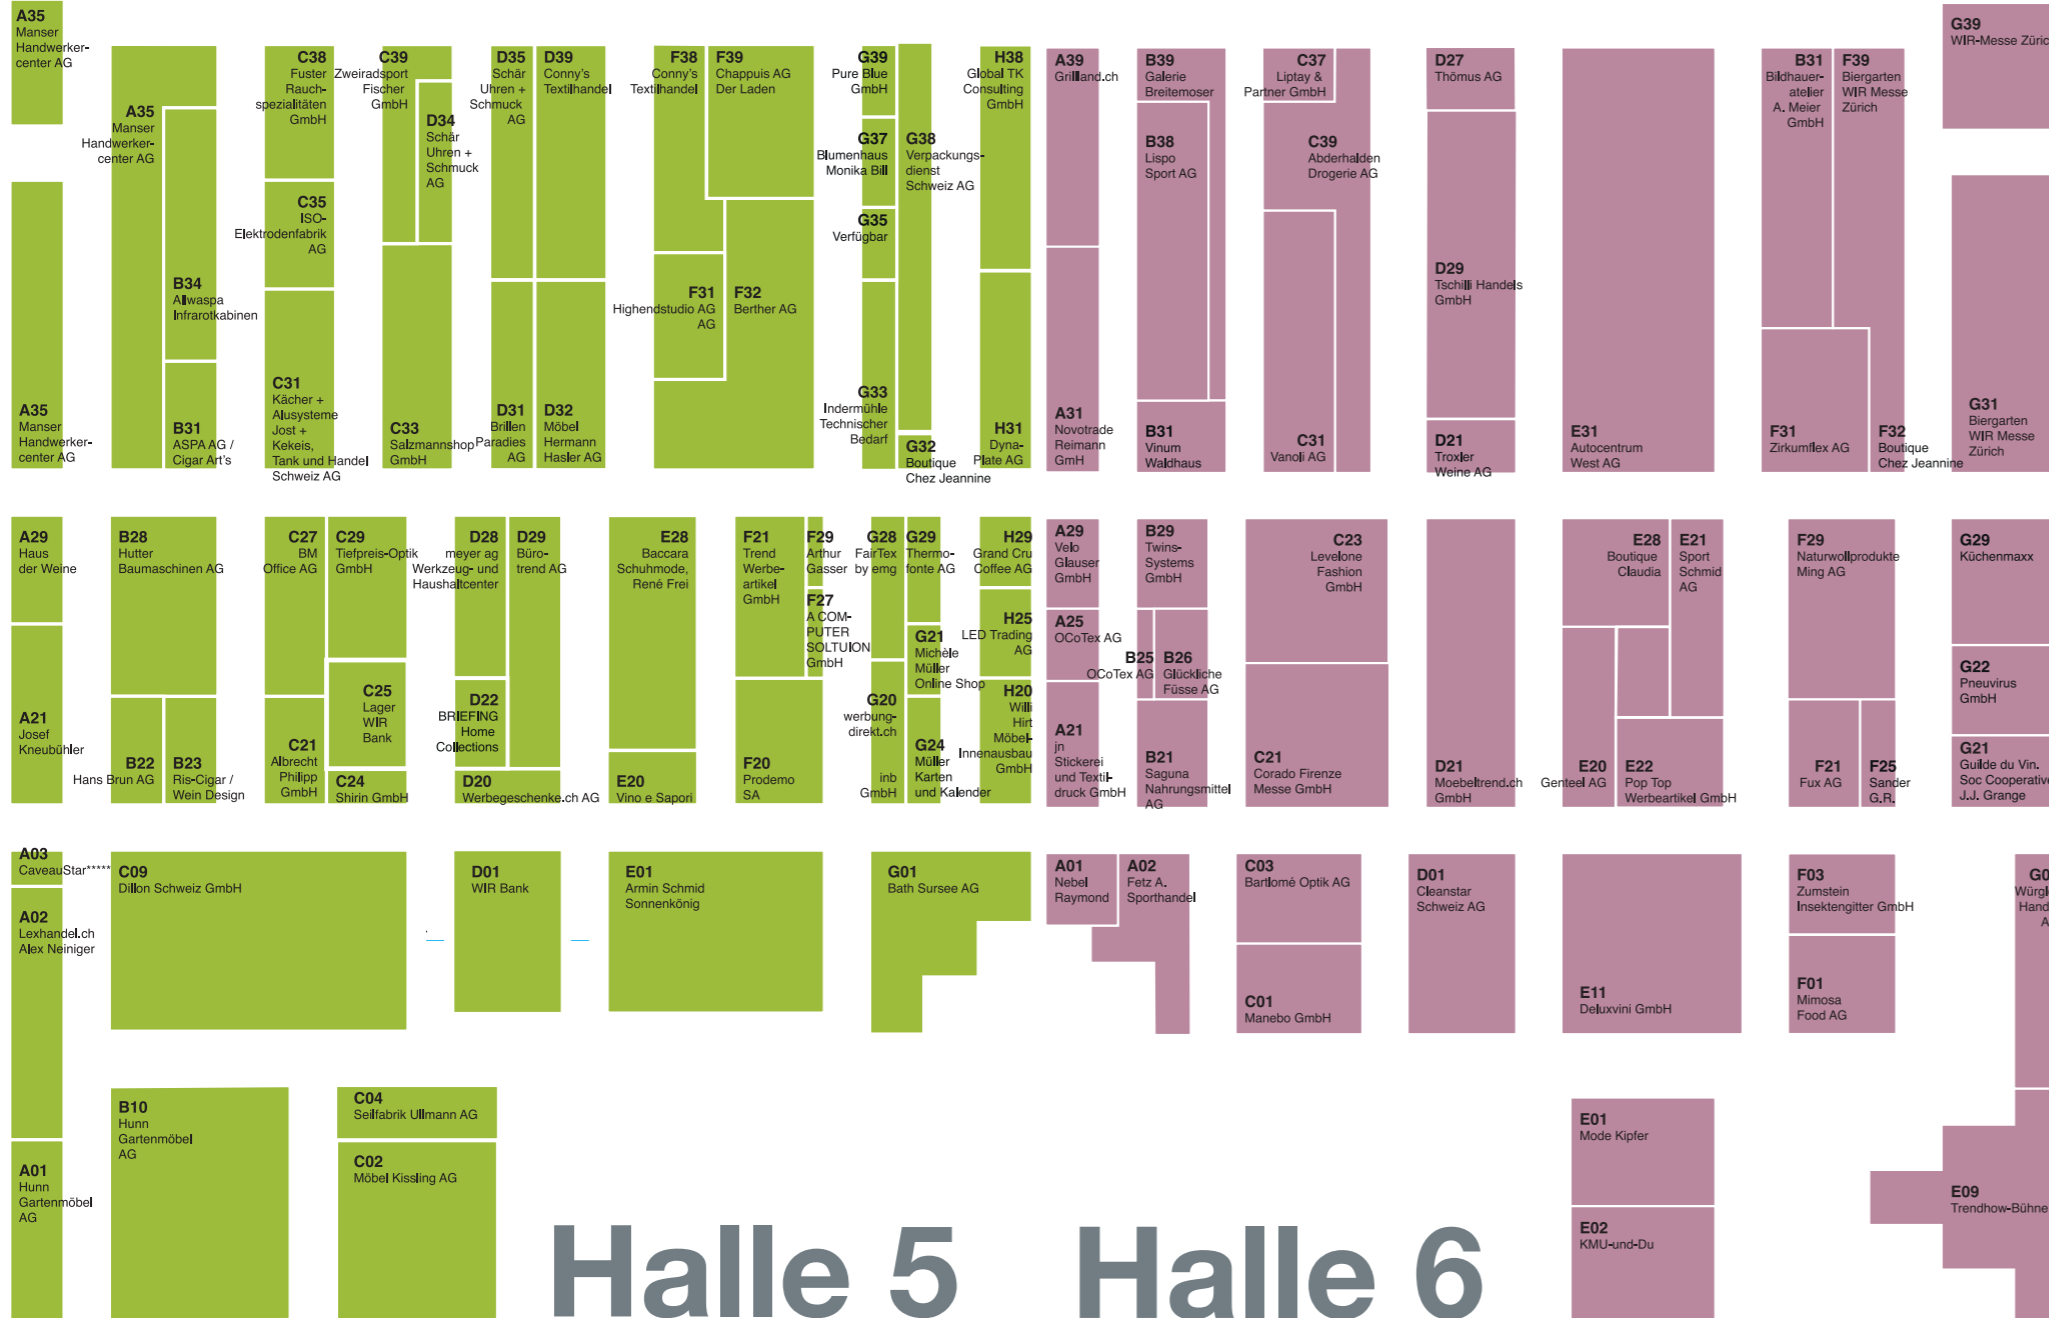 A35
Manser
Handwerker-
center AG
A35
Manser
Handwerker-
center AG
B34
Allwaspa
Infrarotkabinen
B31
ASPA AG /
Cigar Art's
A35
Manser
Handwerker-
center AG
C38
Fuster
Rauch-
spezialitäten
GmbH
C35
ISO-
Elektrodenfabrik
AG
C31
Kächer +
Alusysteme
Jost +
Kekeis,
Tank und Handel
Schweiz AG
C39
Zweiradsport
Fischer
GmbH
D34
Schär
Uhren +
Schmuck
AG
C33
Salzmannshop
GmbH
D35
Schär
Uhren +
Schmuck
AG
D39
Conny's
Textilhandel
D31
Brillen
Paradies
AG
D32
Möbel
Hermann
Hasler AG
F38
Conny's
Textilhandel
F39
Chappuis AG
Der Laden
F31
Highendstudio AG
AG
F32
Berther AG
G39
Pure Blue
GmbH
G37
Blumenhaus
Monika Bill
G35
Verfügbar
G33
Indermühle
Technischer
Bedarf
G38
Verpackungs-
dienst
Schweiz AG
G32
Boutique
Chez Jeannine
H38
Global TK
Consulting
GmbH
H31
Dyna-
Plate AG
A39
Grillland.ch
A31
Novotrade
Reimann
GmH
B39
Galerie
Breitemoser
B38
Lispo
Sport AG
B31
Vinum
Waldhaus
C37
Liptay &
Partner GmbH
C39
Abderhalden
Drogerie AG
C31
Vanoli AG
D27
Thömus AG
D29
Tschilli Handels
GmbH
D21
Troxler
Weine AG
E31
Autocentrum
West AG
B31
Bildhauer-
atelier
A. Meier
GmbH
F39
Biergarten
WIR Messe
Zürich
F31
Zirkumflex AG
F32
Boutique
Chez Jeannine
G39
WIR-Messe Zürich
G31
Biergarten
WIR Messe
Zürich
A29
Haus
der Weine
A21
Josef
Kneubühler
B28
Hutter
Baumaschinen AG
B22
Hans Brun AG
B23
Ris-Cigar /
Wein Design
C27
BM
Office AG
C29
Tiefpreis-Optik
GmbH
C25
Lager
WIR
Bank
C21
Albrecht
Philipp
GmbH
C24
Shirin GmbH
D28
meyer ag
Werkzeug- und
Haushaltcenter
D29
Büro-
trend AG
D22
BRIEFING
Home
Collections
D20
Werbegeschenke.ch AG
E28
Baccara
Schuhmode,
René Frei
E20
Vino e Sapori
F21
Trend
Werbe-
artikel
GmbH
F29
Arthur
Gasser
F27
A COM-
PUTER
SOLTUION
GmbH
F20
Prodemo
SA
G28
FairTex
by emg
G29
Thermo-
fonte AG
G21
Michèle
Müller
Online Shop
G20
werbung-
direkt.ch
inb
GmbH
G24
Müller
Karten
und Kalender
H29
Grand Cru
Coffee AG
H25
LED Trading
AG
H20
Willi
Hirt
Möbel-
Innenausbau
GmbH
A29
Velo
Glauser
GmbH
A25
OCoTex AG
A21
jn
Stickerei
und Textil-
druck GmbH
B29
Twins-
Systems
GmbH
B25
OCoTex AG
B26
Glückliche
Füsse AG
B21
Saguna
Nahrungsmittel
AG
C23
Levelone
Fashion
GmbH
C21
Corado Firenze
Messe GmbH
D21
Moebeltrend.ch
GmbH
E28
Boutique
Claudia
E21
Sport
Schmid
AG
E20
Genteel AG
E22
Pop Top
Werbeartikel GmbH
F29
Naturwollprodukte
Ming AG
F21
Fux AG
F25
Sander
G.R.
G29
Küchenmaxx
G22
Pneuvirus
GmbH
G21
Guilde du Vin.
Soc Cooperative
J.J. Grange
A03
CaveauStar*****
A02
Lexhandel.ch
Alex Neiniger
A01
Hunn
Gartenmöbel
AG
C09
Dillon Schweiz GmbH
D01
WIR Bank
E01
Armin Schmid
Sonnenkönig
G01
Bath Sursee AG
A01
Nebel
Raymond
A02
Fetz A.
Sporthandel
C03
Bartlomé Optik AG
C01
Manebo GmbH
D01
Cleanstar
Schweiz AG
E11
Deluxvini GmbH
F03
Zumstein
Insektengitter GmbH
F01
Mimosa
Food AG
B10
Hunn
Gartenmöbel
AG
C04
Seilfabrik Ullmann AG
C02
Möbel Kissling AG
E01
Mode Kipfer
E02
KMU-und-Du
E09
Trendhow-Bühne
Halle 5
Halle 6